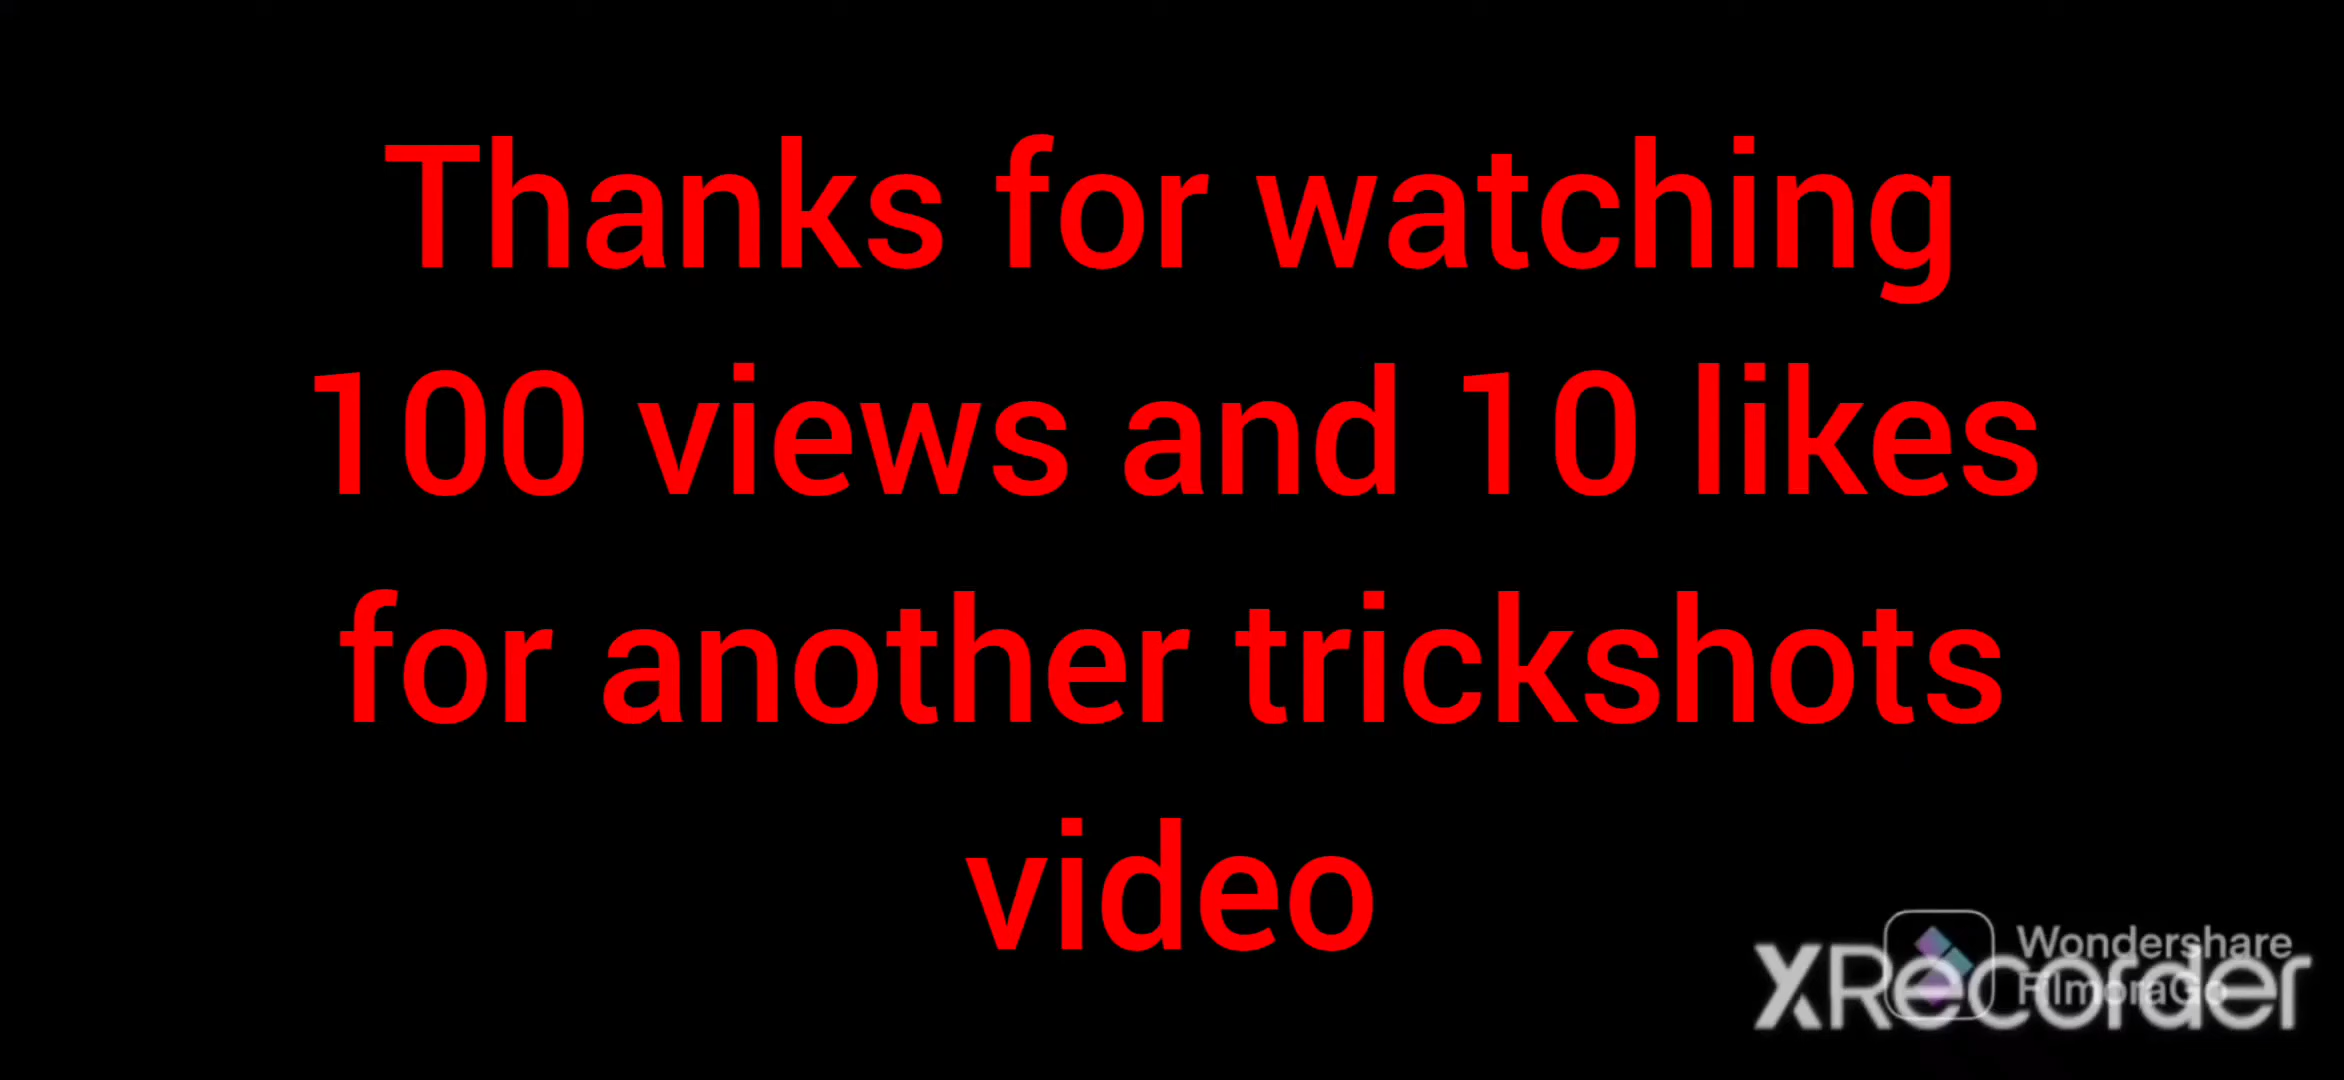 Thanks for watching
100 views and 10 likes
for another trickshots
video
Wondershare
FilmoraGo
XRecorder